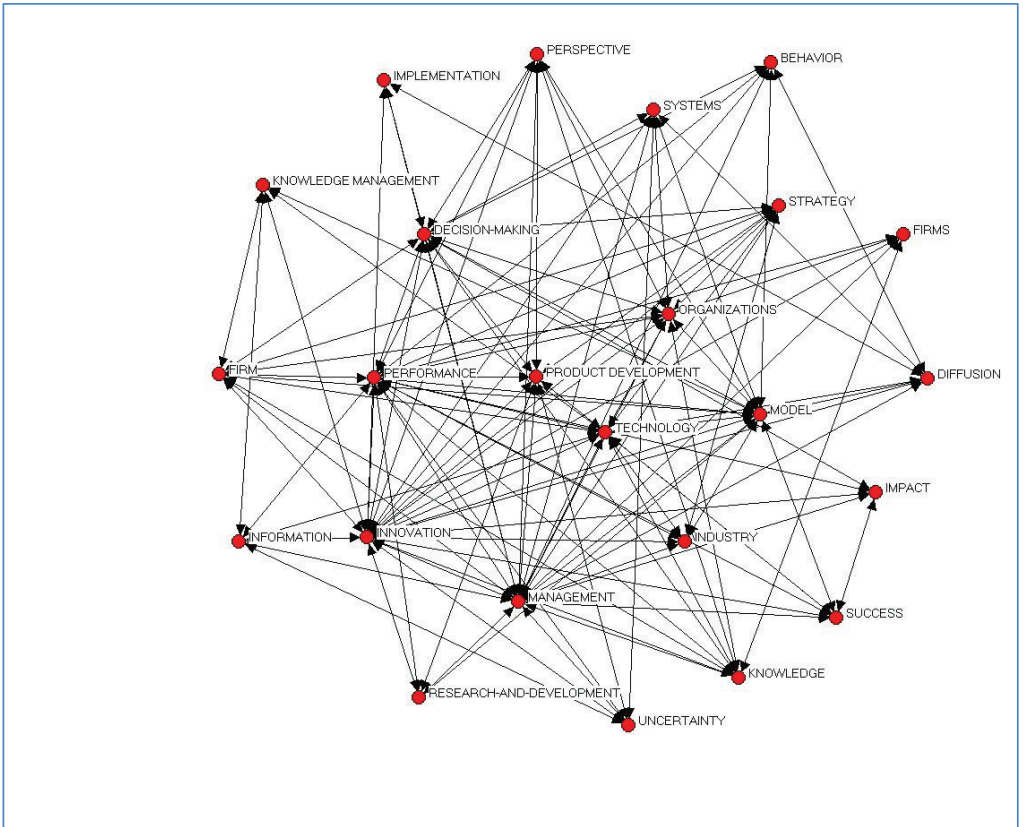 PERSPECTIVE
BEHAVIOR
IMPLEMENTATION
SYSTEMS
KNOWLEDGE MANAGEMENT
STRATEGY
DECISION-MAKING
FIRMS
ORGANIZATIONS
FIRM
PERFORMANCE
PRODUCT DEVELOPMENT
DIFFUSION
MODEL
TECHNOLOGY
IMPACT
INFORMATION
INNOVATION
INDUSTRY
MANAGEMENT
SUCCESS
KNOWLEDGE
RESEARCH-AND-DEVELOPMENT
UNCERTAINTY